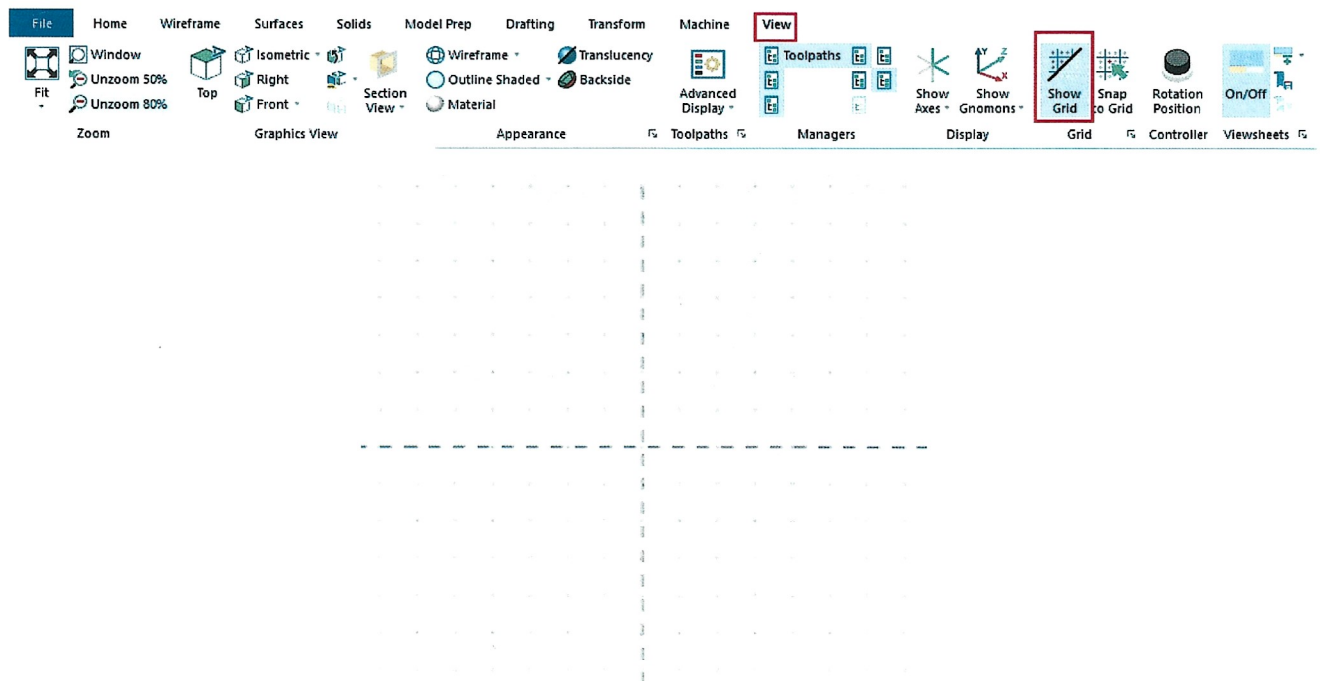 File Home Wireframe Surfaces Solids Model Prep Drafting Transform Machine View
Window Isometric Wireframe Translucency Toolpaths
Unzoom 50% Right Outline Shaded Backside
Fit Top Section Advanced Show Show Show Snap Rotation On/Off
Unzoom 80% Front View Material Display Axes Gnomons Grid to Grid Position
Zoom Graphics View Appearance Toolpaths Managers Display Grid Controller Viewsheets